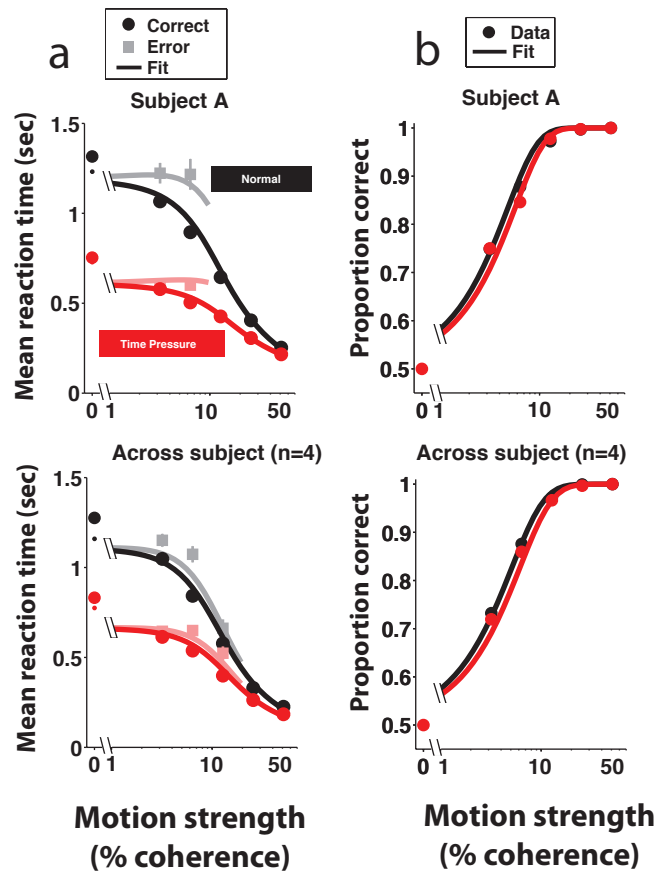 a
Correct
Error
Fit
Subject A
Mean reaction time (sec)
1.5
1
0.5
0
Normal
Time Pressure
0 1 10 50
b
Data
Fit
Subject A
Proportion correct
1
0.9
0.8
0.7
0.6
0.5
0 1 10 50
Across subject (n=4)
Mean reaction time (sec)
1.5
1
0.5
0
0 1 10 50
Motion strength
(% coherence)
Across subject (n=4)
Proportion correct
1
0.9
0.8
0.7
0.6
0.5
0 1 10 50
Motion strength
(% coherence)